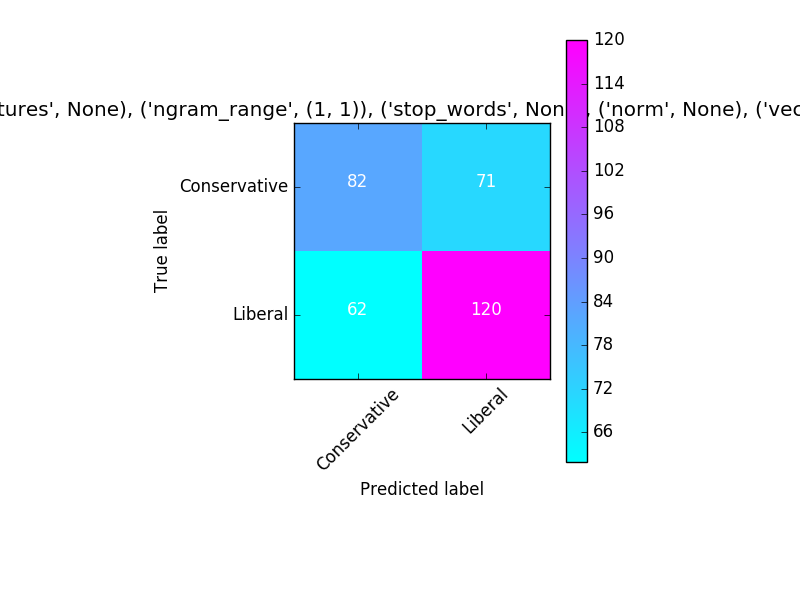 tures', None), ('ngram_range', (1, 1)), ('stop_words', Non , ('norm', None), ('vec
120
114
108
102
96
90
84
78
72
66
Conservative
82
71
Liberal
62
120
True label
Conservative
Liberal
Predicted label